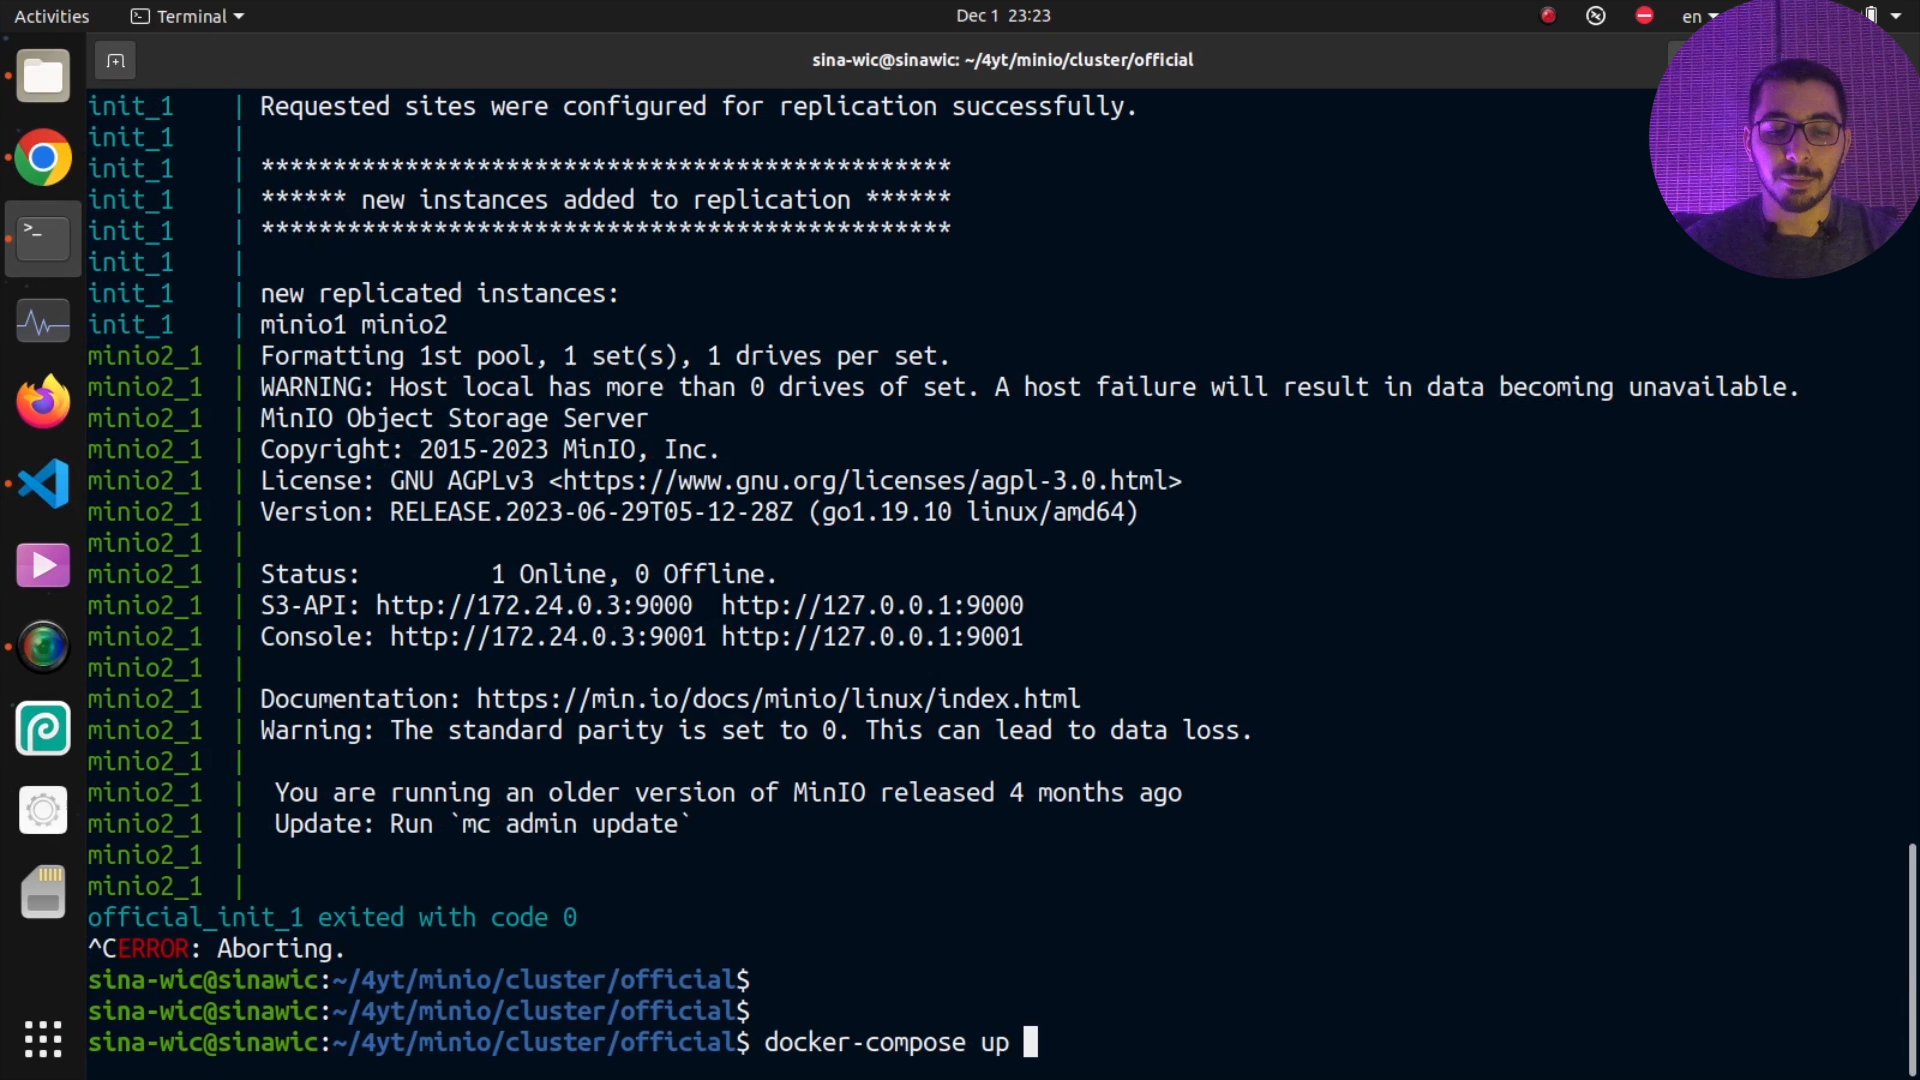 Activities Terminal Dec 1 23:23 en
sina-wic@sinawic: ~/4yt/minio/cluster/official
init_1 | Requested sites were configured for replication successfully.
init_1 |
init_1 | ************************************************
init_1 | ****** new instances added to replication ******
init_1 | ************************************************
init_1 |
init_1 | new replicated instances:
init_1 | minio1 minio2
minio2_1 | Formatting 1st pool, 1 set(s), 1 drives per set.
minio2_1 | WARNING: Host local has more than 0 drives of set. A host failure will result in data becoming unavailable.
minio2_1 | MinIO Object Storage Server
minio2_1 | Copyright: 2015-2023 MinIO, Inc.
minio2_1 | License: GNU AGPLv3 <https://www.gnu.org/licenses/agpl-3.0.html>
minio2_1 | Version: RELEASE.2023-06-29T05-12-28Z (go1.19.10 linux/amd64)
minio2_1 |
minio2_1 | Status: 1 Online, 0 Offline.
minio2_1 | S3-API: http://172.24.0.3:9000 http://127.0.0.1:9000
minio2_1 | Console: http://172.24.0.3:9001 http://127.0.0.1:9001
minio2_1 |
minio2_1 | Documentation: https://min.io/docs/minio/linux/index.html
minio2_1 | Warning: The standard parity is set to 0. This can lead to data loss.
minio2_1 |
minio2_1 | You are running an older version of MinIO released 4 months ago
minio2_1 | Update: Run `mc admin update`
minio2_1 |
minio2_1 |
official_init_1 exited with code 0
^CERROR: Aborting.
sina-wic@sinawic:~/4yt/minio/cluster/official$
sina-wic@sinawic:~/4yt/minio/cluster/official$
sina-wic@sinawic:~/4yt/minio/cluster/official$ docker-compose up